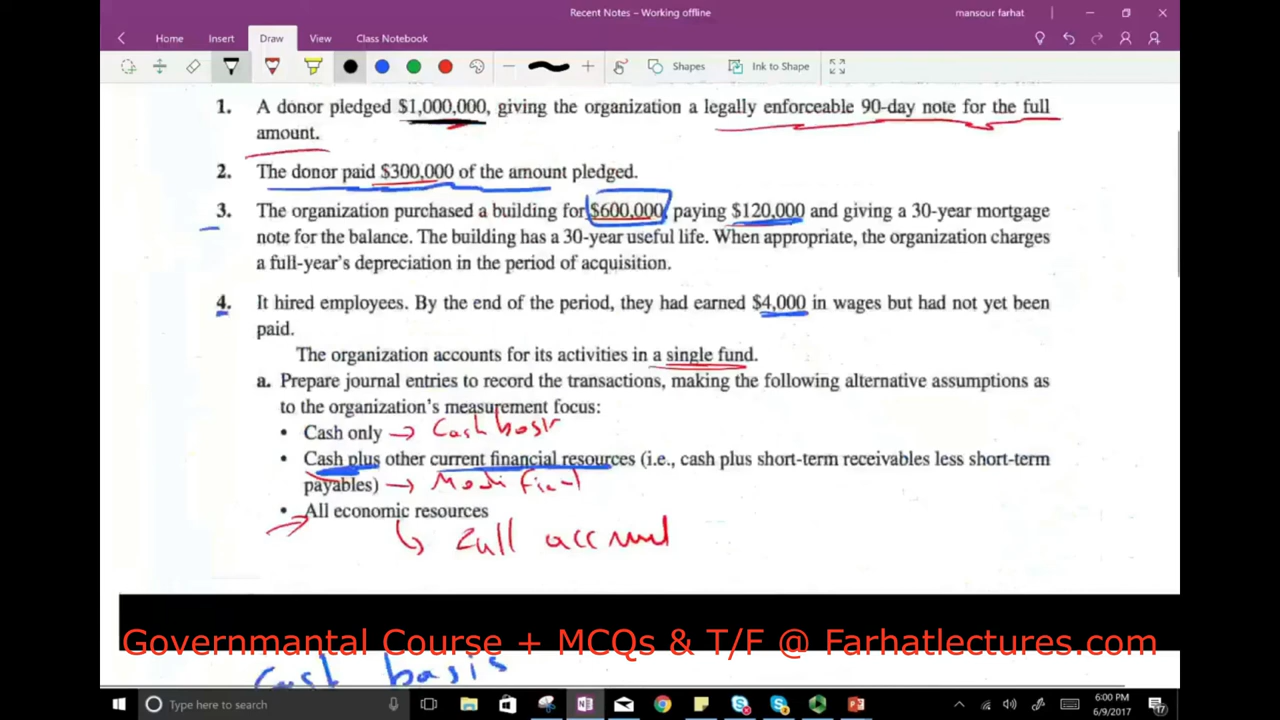 Recent Notes – Working offline
mansour farhat
Home Insert Draw View Class Notebook
Shapes Ink to Shape
1. A donor pledged $1,000,000, giving the organization a legally enforceable 90-day note for the full
amount.
2. The donor paid $300,000 of the amount pledged.
3. The organization purchased a building for $600,000, paying $120,000 and giving a 30-year mortgage
note for the balance. The building has a 30-year useful life. When appropriate, the organization charges
a full-year's depreciation in the period of acquisition.
4. It hired employees. By the end of the period, they had earned $4,000 in wages but had not yet been
paid.
The organization accounts for its activities in a single fund.
a. Prepare journal entries to record the transactions, making the following alternative assumptions as
to the organization's measurement focus:
• Cash only → Cash basis
• Cash plus other current financial resources (i.e., cash plus short-term receivables less short-term
payables) → Modified
• All economic resources
Full accrual
Governmantal Course + MCQs & T/F @ Farhatlectures.com
Cash basis
Type here to search
6:00 PM
6/9/2017
17